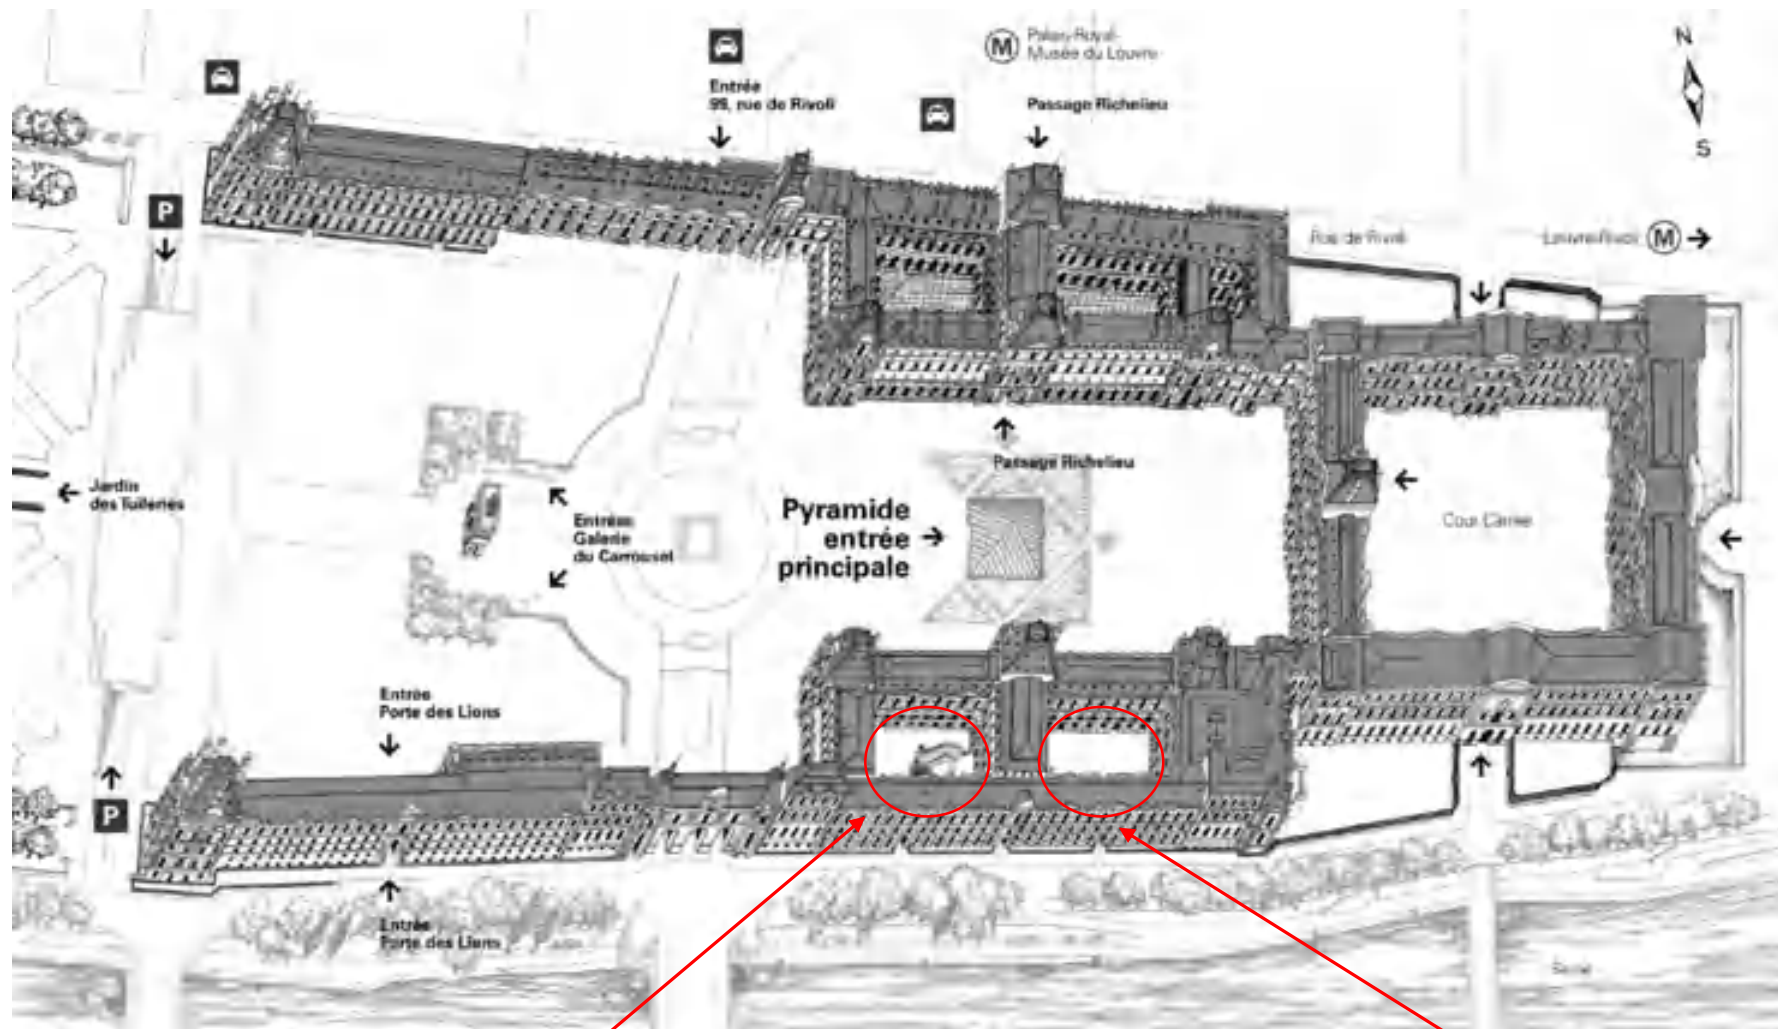 M
Palais-Royal-
Musée du Louvre
N
S
Entrée
99, rue de Rivoli
Passage Richelieu
P
Rue de Rivoli
Louvre-Rivoli M
Passage Richelieu
Jardin
des Tuileries
Entrées
Galerie
du Carrousel
Pyramide
entrée
principale
Cour Carrée
Entrée
Porte des Lions
P
Entrée
Porte des Lions
Seine